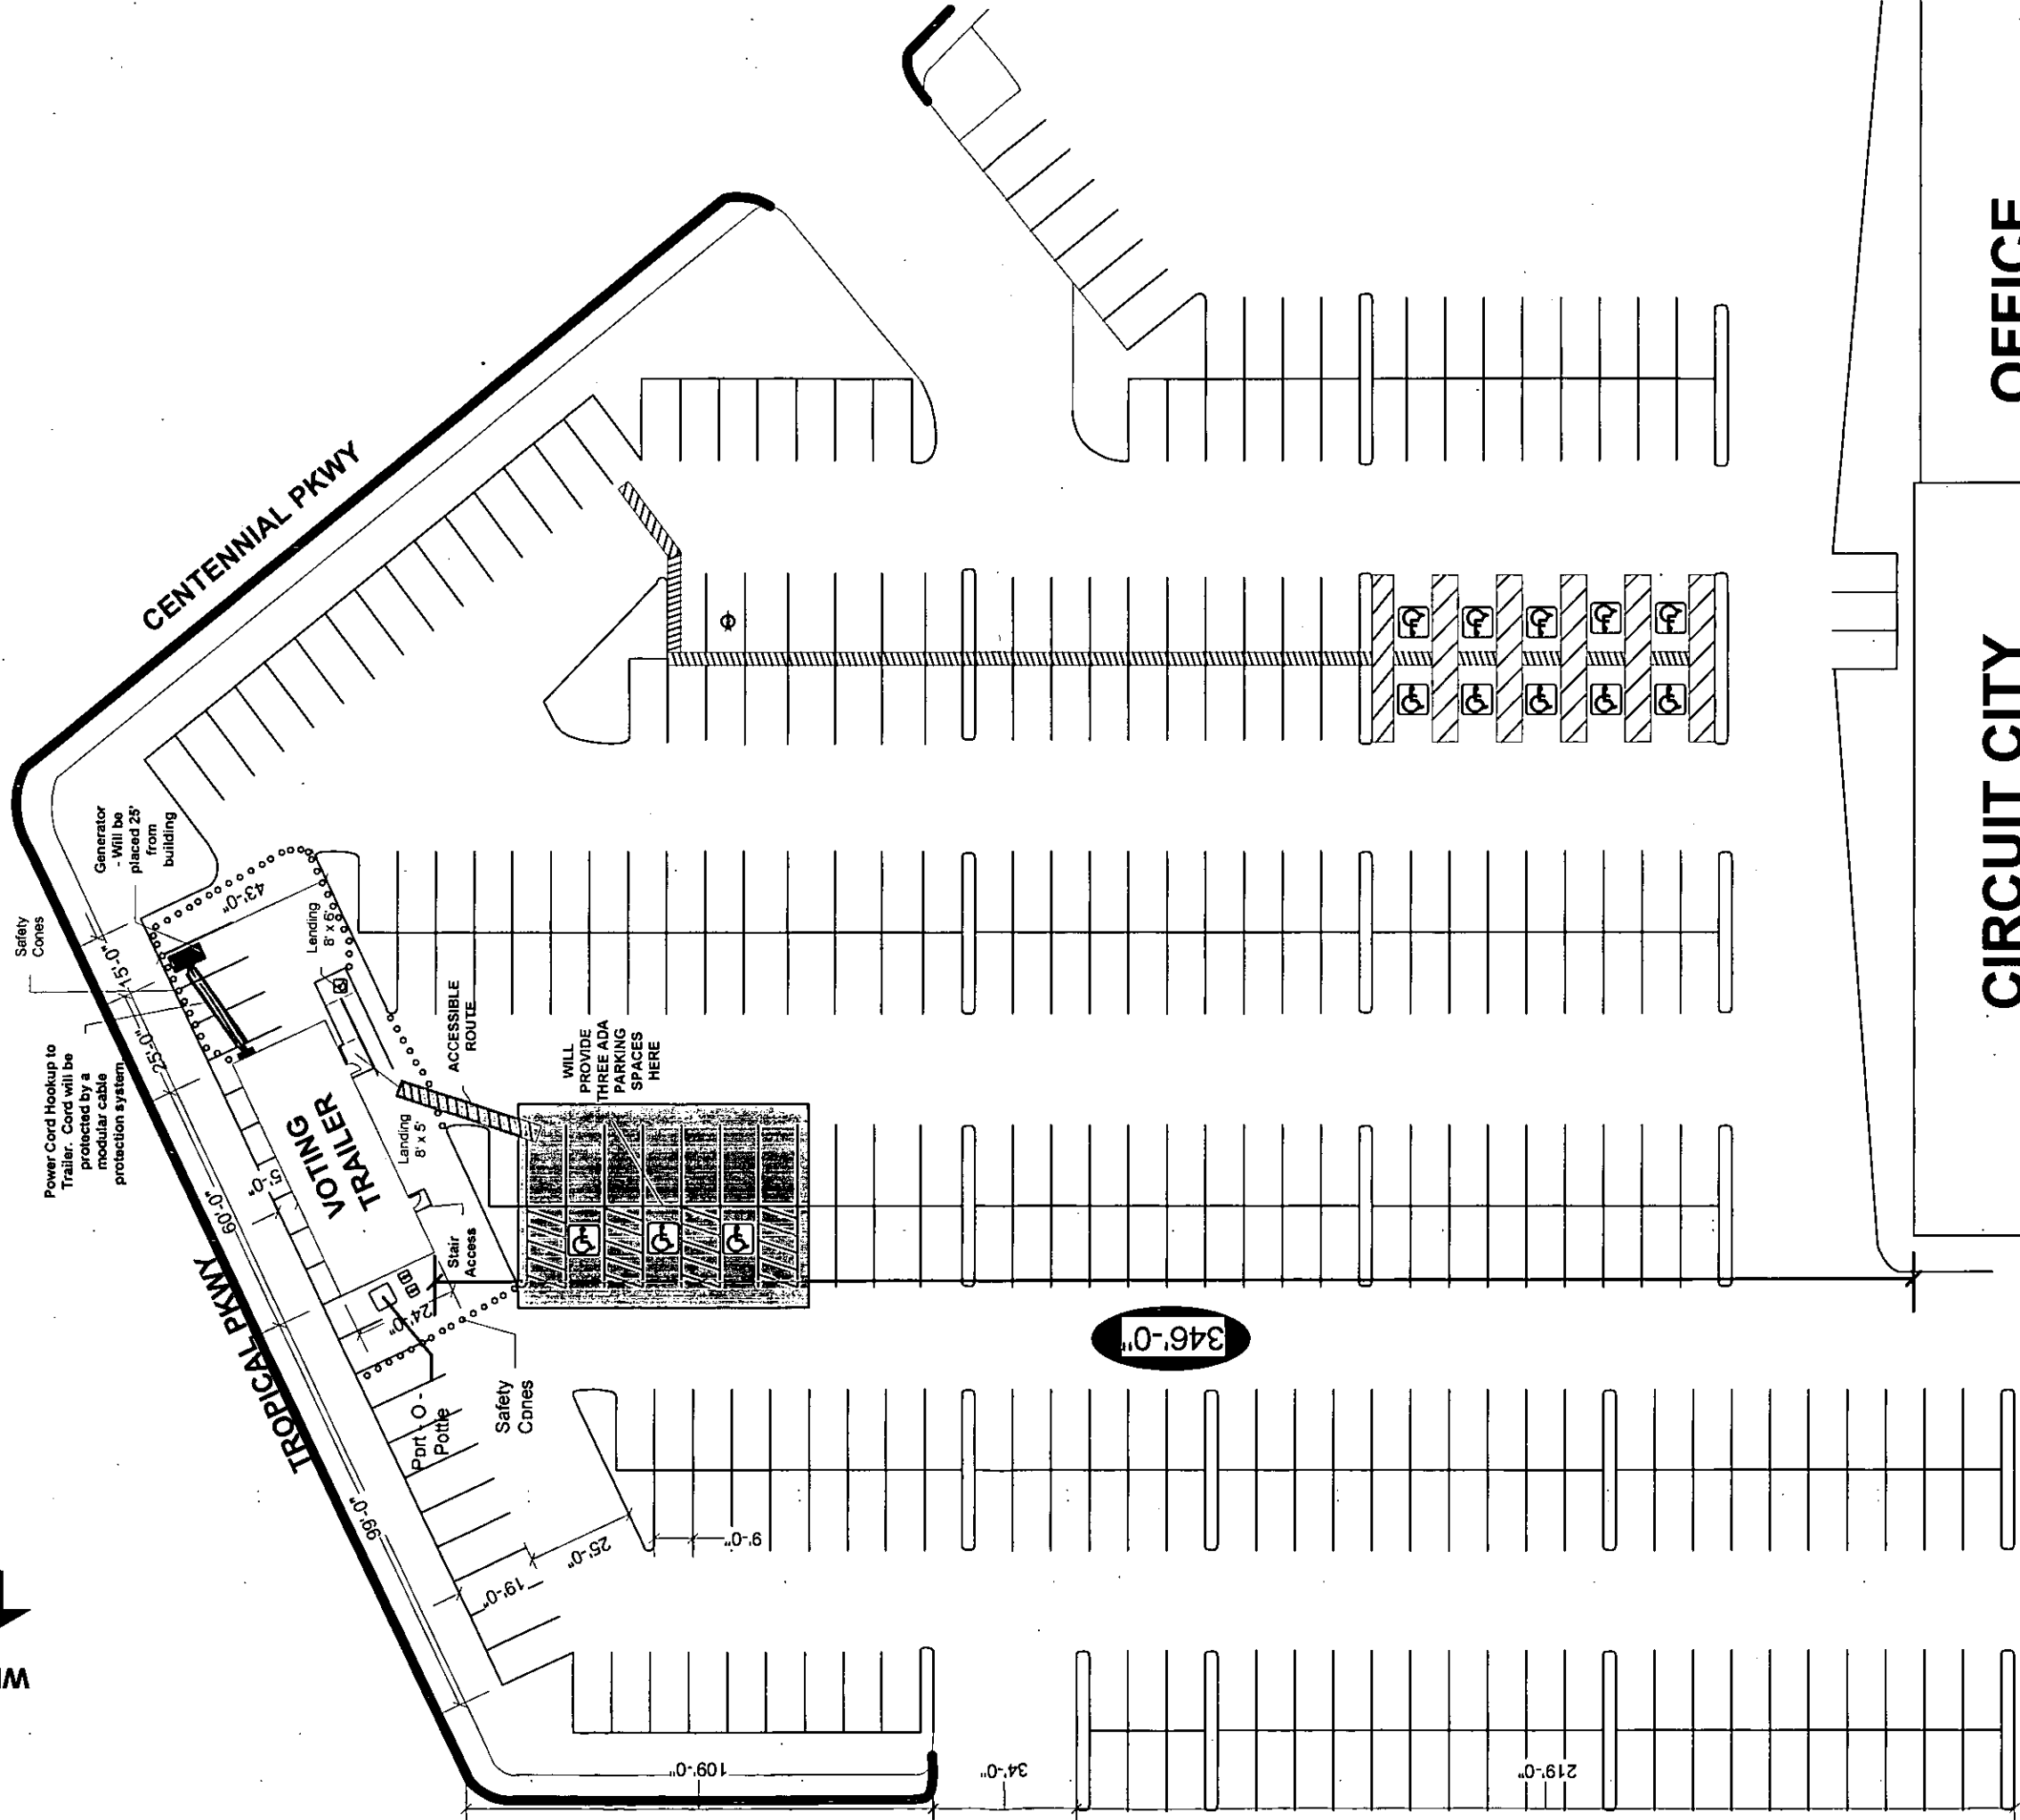 CENTENNIAL PKWY
Generator
- Will be
placed 25'
from
building
Safety
Cones
43'-0"
15'-0"
Landing
8' x 6'
Power Cord Hookup to
Trailer. Cord will be
protected by a
modular cable
protection system
25'-0"
ACCESSIBLE
ROUTE
WILL
PROVIDE
THREE ADA
PARKING
SPACES
HERE
VOTING
TRAILER
Landing
8' x 5'
60'-0"
5'-0"
Stair
Access
24'-0"
TROPICAL PKWY
Port - O -
Pottie
Safety
Cones
346'-0"
99'-0"
25'-0"
19'-0"
9'-0"
109'-0"
34'-0"
219'-0"
OFFICE
CIRCUIT CITY